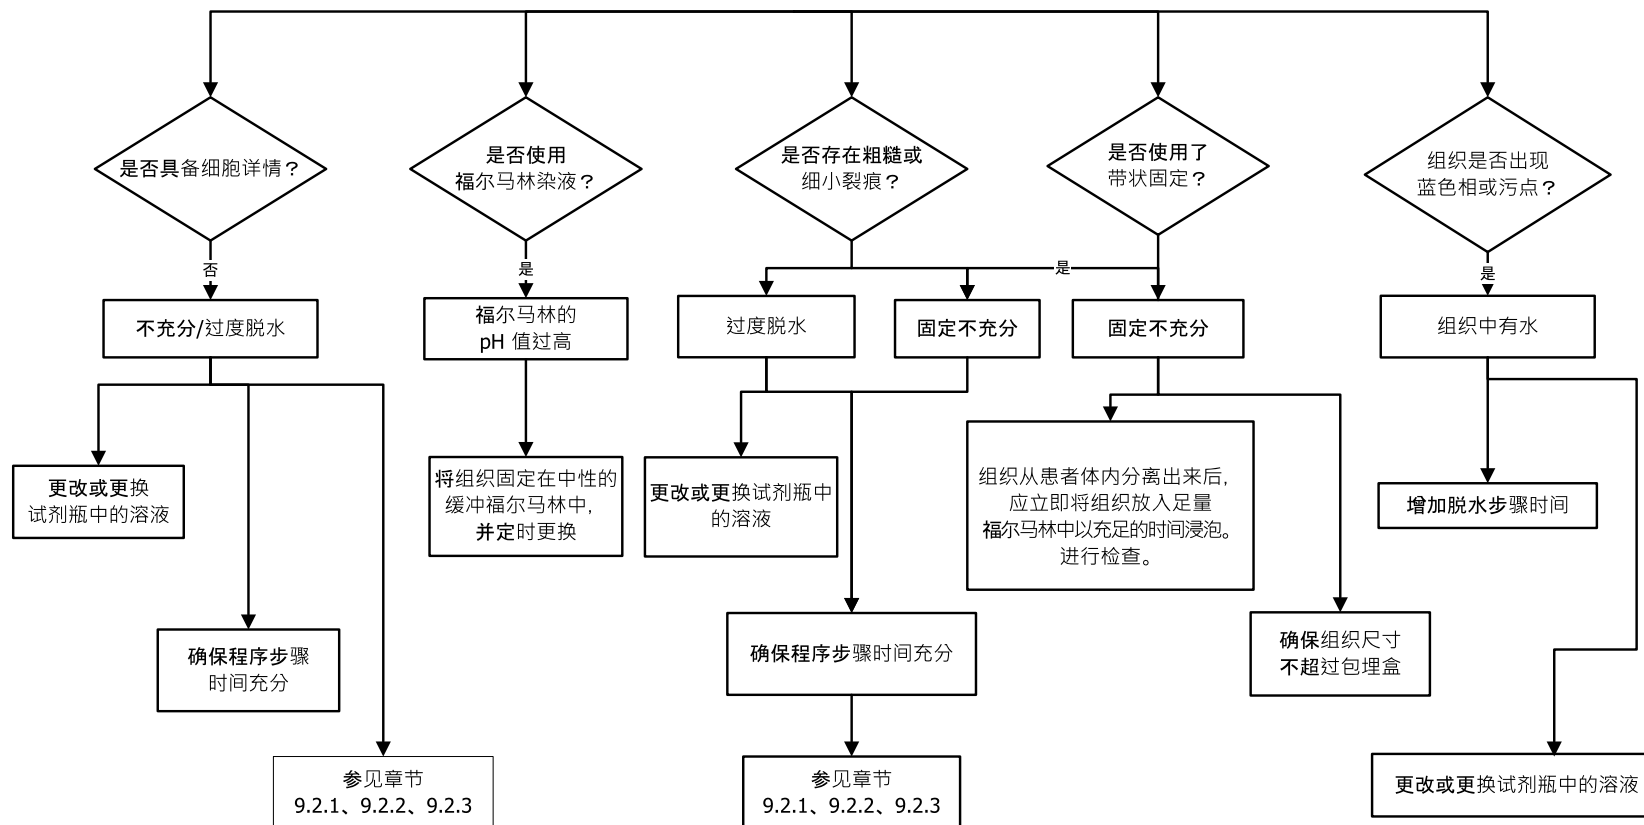 是否具备细胞详情？
是否使用
福尔马林染液？
是否存在粗糙或
细小裂痕？
是否使用了
带状固定？
组织是否出现
蓝色相或污点？
否
是
是
是
不充分/过度脱水
福尔马林的
pH 值过高
过度脱水
固定不充分
固定不充分
组织中有水
更改或更换
试剂瓶中的溶液
将组织固定在中性的
缓冲福尔马林中，
并定时更换
更改或更换试剂瓶中
的溶液
组织从患者体内分离出来后，
应立即将组织放入足量
福尔马林中以充足的时间浸泡。
进行检查。
增加脱水步骤时间
确保程序步骤
时间充分
确保程序步骤时间充分
确保组织尺寸
不超过包埋盒
参见章节
9.2.1、9.2.2、9.2.3
参见章节
9.2.1、9.2.2、9.2.3
更改或更换试剂瓶中的溶液